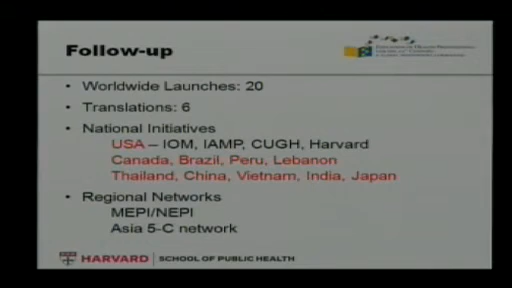 Follow-up
• Worldwide Launches: 20
• Translations: 6
• National Initiatives
USA – IOM, IAMP, CUGH, Harvard
Canada, Brazil, Peru, Lebanon
Thailand, China, Vietnam, India, Japan
• Regional Networks
MEPI/NEPI
Asia 5-C network
HARVARD SCHOOL OF PUBLIC HEALTH